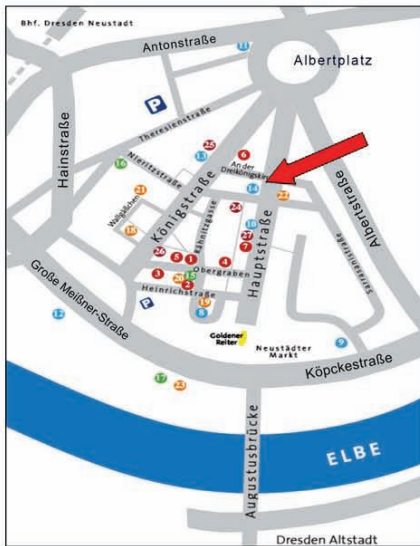 Bhf. Dresden Neustadt
Antonstraße
11
Albertplatz
P
Theresienstraße
Hainstraße
25
6
16
13
An der
Dreikönigskirche
Nieritzstraße
14
21
22
Königstraße
Wallgäßchen
Rähnitzgasse
24
Albertstraße
18
10
27
26
5
1
7
Hauptstraße
Sarrasanistraße
3
4
20
15
Obergraben
2
Heinrichstraße
P
19
Große Meißner-Straße
12
8
Goldener
Reiter
Neustädter
Markt
9
Köpckestraße
17
23
Augustusbrücke
ELBE
Dresden Altstadt